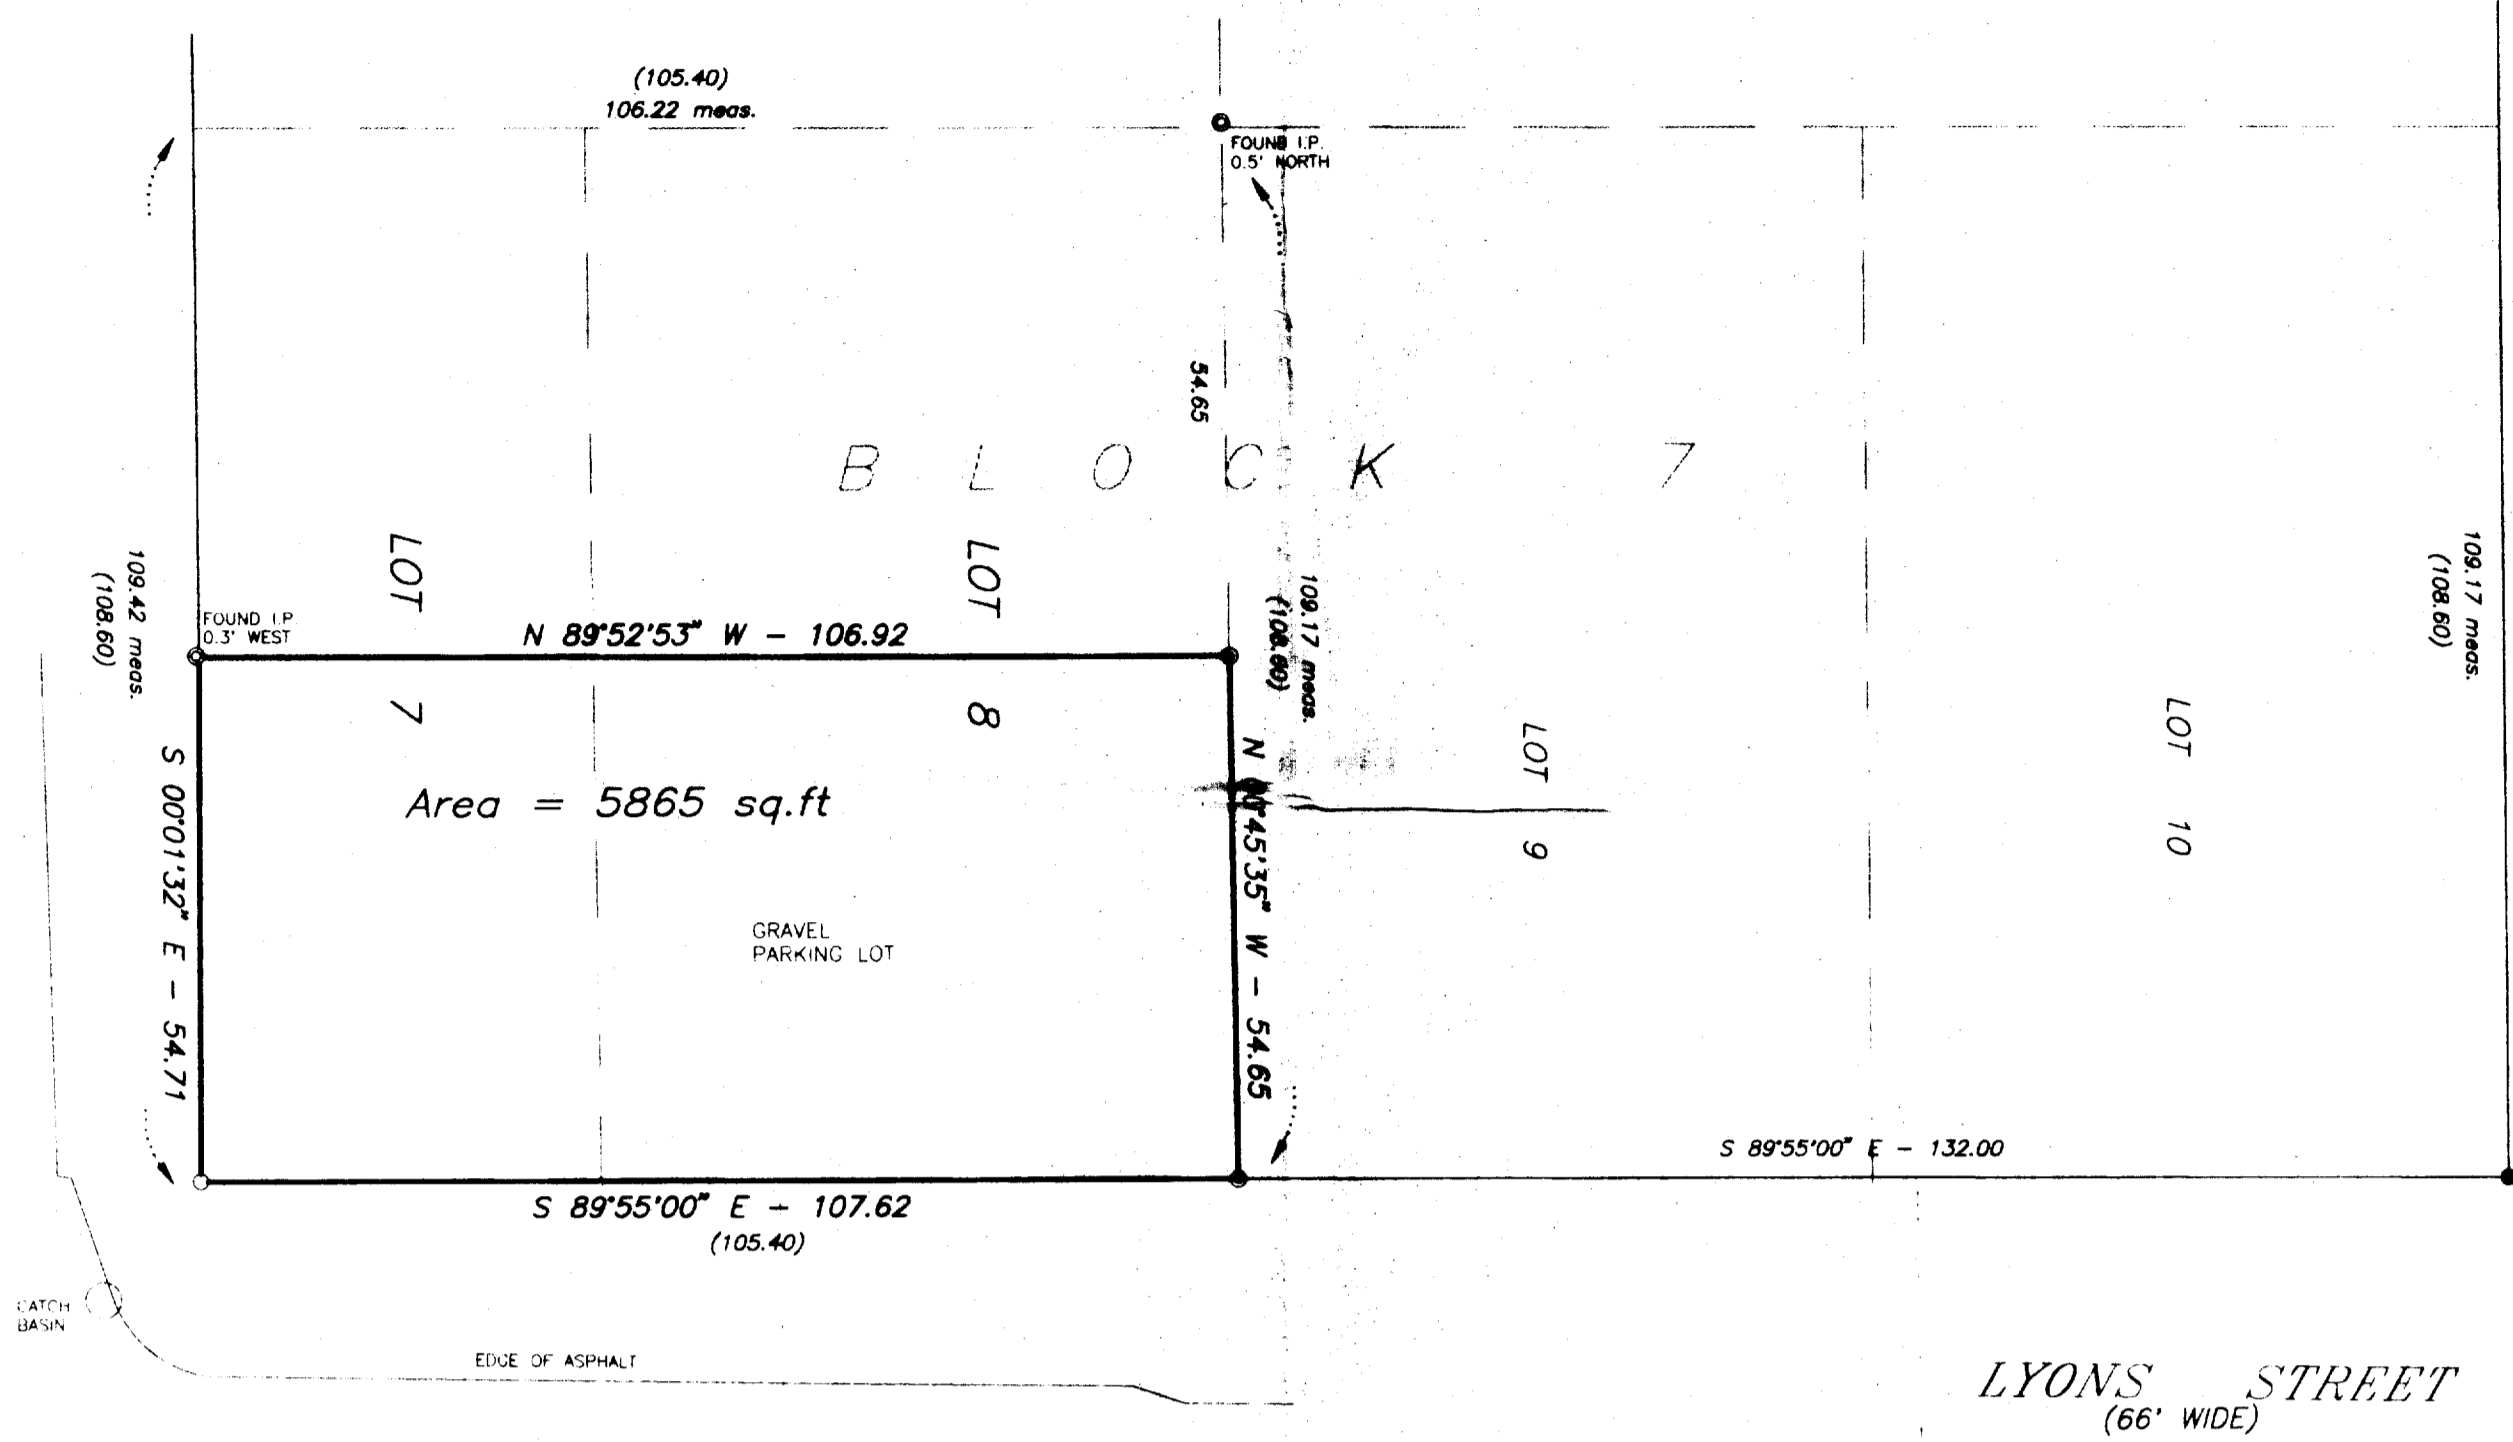 (105.40)
106.22 meas.
FOUND I.P.
0.5' NORTH
54.65
BLOCK 7
LOT 7
LOT 8
LOT 9
LOT 10
109.42 meas.
(108.60)
FOUND I.P.
0.3' WEST
N 89°52'53" W - 106.92
109.17 meas.
(108.60)
109.17 meas.
(108.60)
S 00°01'32" E - 54.71
Area = 5865 sq.ft
N 45'35" W - 54.65
GRAVEL
PARKING LOT
S 89°55'00" E - 132.00
S 89°55'00" E - 107.62
(105.40)
CATCH
BASIN
EDGE OF ASPHALT
LYONS STREET
(66' WIDE)